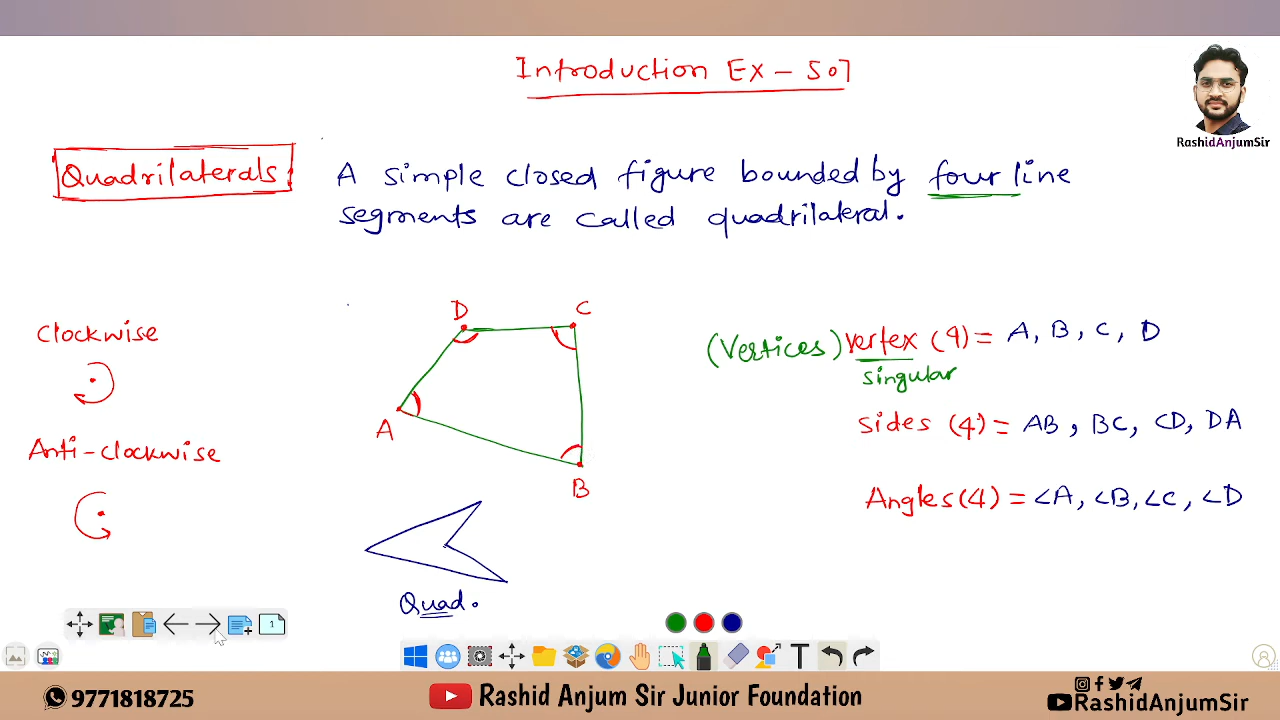 Introduction Ex - 5.1
RashidAnjumSir
Quadrilaterals:
A simple closed figure bounded by four line
segments are called quadrilateral.
Clockwise
Anti-clockwise
D
C
A
B
Quad.
(Vertices) vertex (4) = A, B, C, D
singular
sides (4) = AB, BC, CD, DA
Angles (4) = ∠A, ∠B, ∠C, ∠D
1
T
9771818725
Rashid Anjum Sir Junior Foundation
RashidAnjumSir